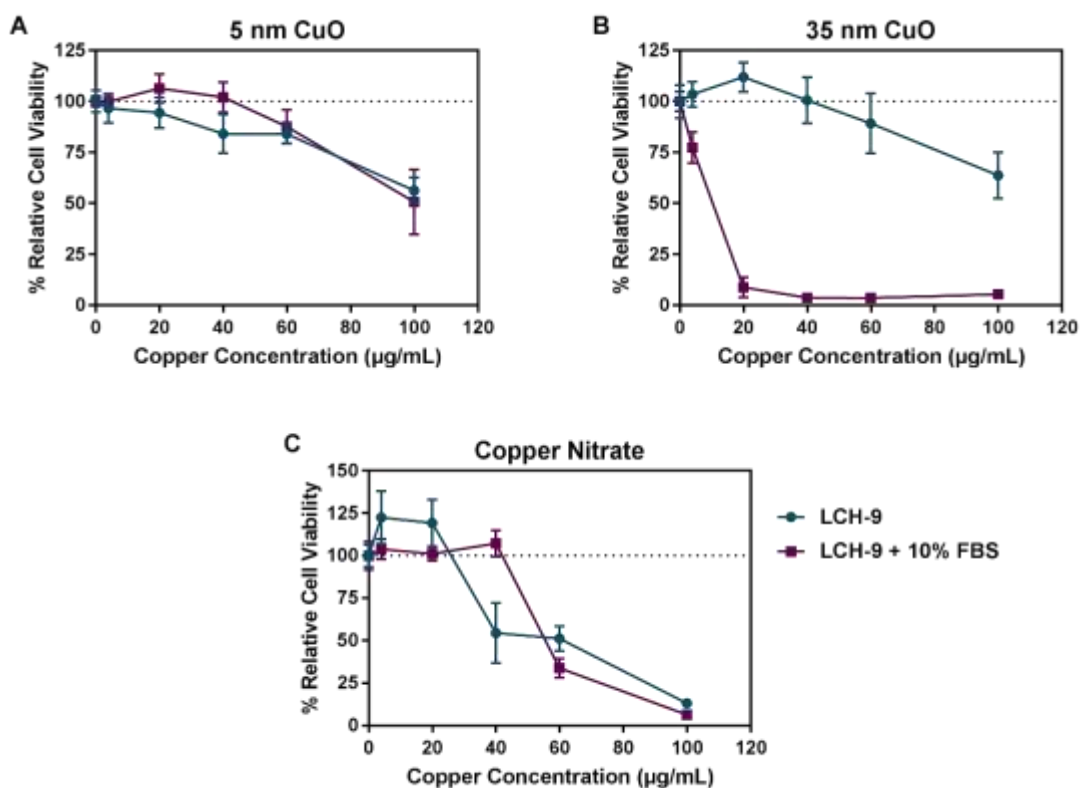 A
5 nm CuO
% Relative Cell Viability
125
100
75
50
25
0
0 20 40 60 80 100 120
Copper Concentration (µg/mL)
B
35 nm CuO
% Relative Cell Viability
125
100
75
50
25
0
0 20 40 60 80 100 120
Copper Concentration (µg/mL)
C
Copper Nitrate
% Relative Cell Viability
150
125
100
75
50
25
0
0 20 40 60 80 100 120
Copper Concentration (µg/mL)
LCH-9
LCH-9 + 10% FBS